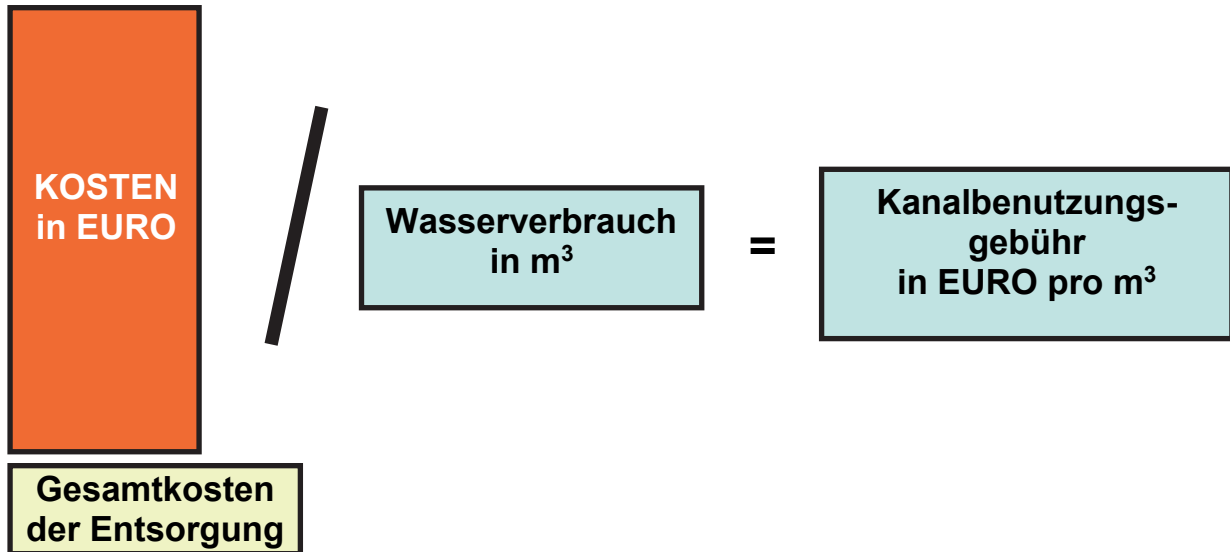 KOSTEN
in EURO
/
Wasserverbrauch
in m³
=
Kanalbenutzungs-
gebühr
in EURO pro m³
Gesamtkosten
der Entsorgung